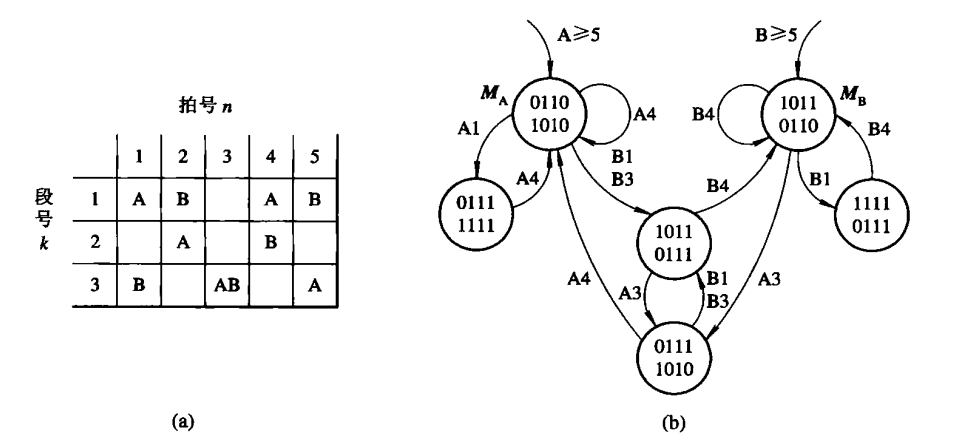 拍号 n
1 2 3 4 5
段号 k
1 A B A B
2 A B
3 B AB A
(a)
A≥5
B≥5
M_A
0110
1010
A4
A1
A4
0111
1111
B1
B3
B4
1011
0110
M_B
B4
B4
B1
1111
0111
1011
0111
A3
B1
B3
A4
A3
0111
1010
(b)